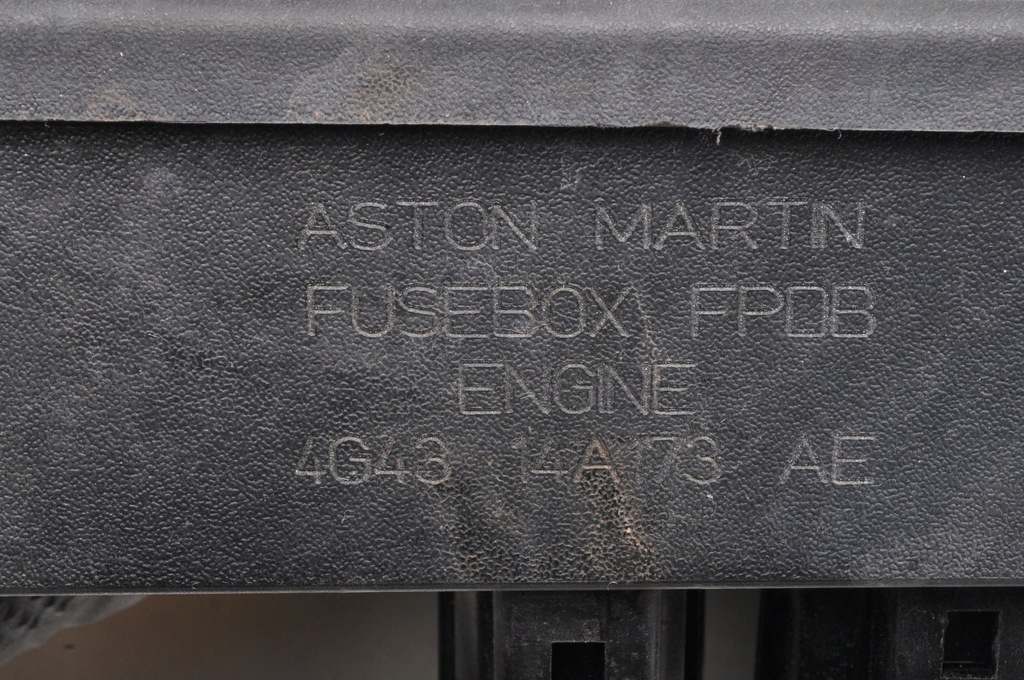 ASTON MARTIN
FUSEBOX FPDB
ENGINE
4G43 14A173 AE